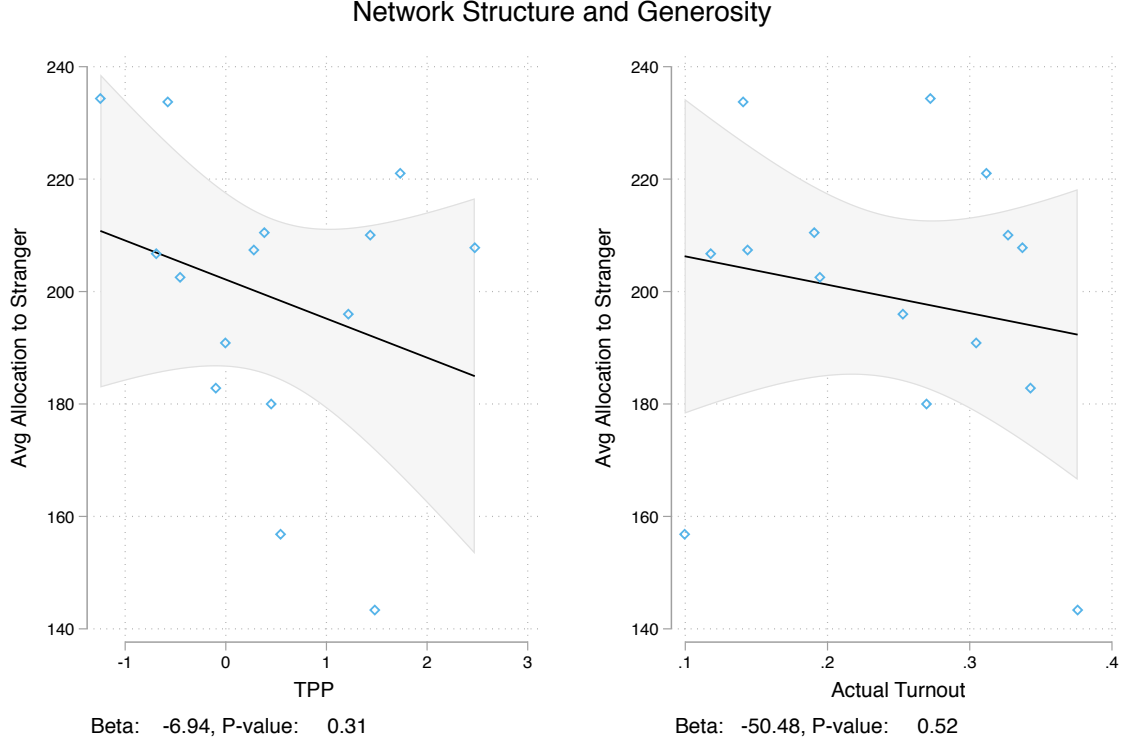 Network Structure and Generosity
240
220
200
180
160
140
Avg Allocation to Stranger
-1 0 1 2 3
TPP
Beta: -6.94, P-value: 0.31
240
220
200
180
160
140
Avg Allocation to Stranger
.1 .2 .3 .4
Actual Turnout
Beta: -50.48, P-value: 0.52